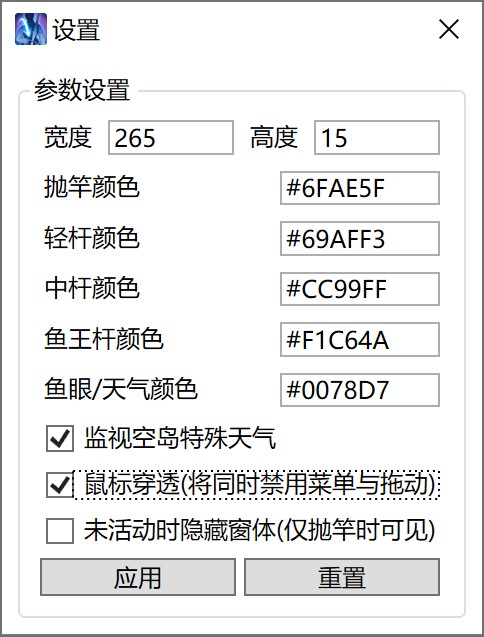 设置
参数设置
宽度 265 高度 15
抛竿颜色 #6FAE5F
轻杆颜色 #69AFF3
中杆颜色 #CC99FF
鱼王杆颜色 #F1C64A
鱼眼/天气颜色 #0078D7
监视空岛特殊天气
鼠标穿透(将同时禁用菜单与拖动)
未活动时隐藏窗体(仅抛竿时可见)
应用 重置